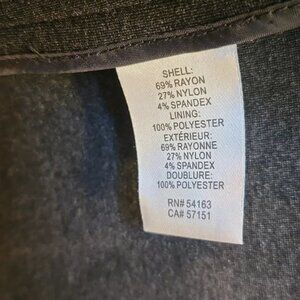 SHELL:
69% RAYON
27% NYLON
4% SPANDEX
LINING:
100% POLYESTER
EXTÉRIEUR:
69% RAYONNE
27% NYLON
4% SPANDEX
DOUBLURE:
100% POLYESTER
RN# 54163
CA# 57151